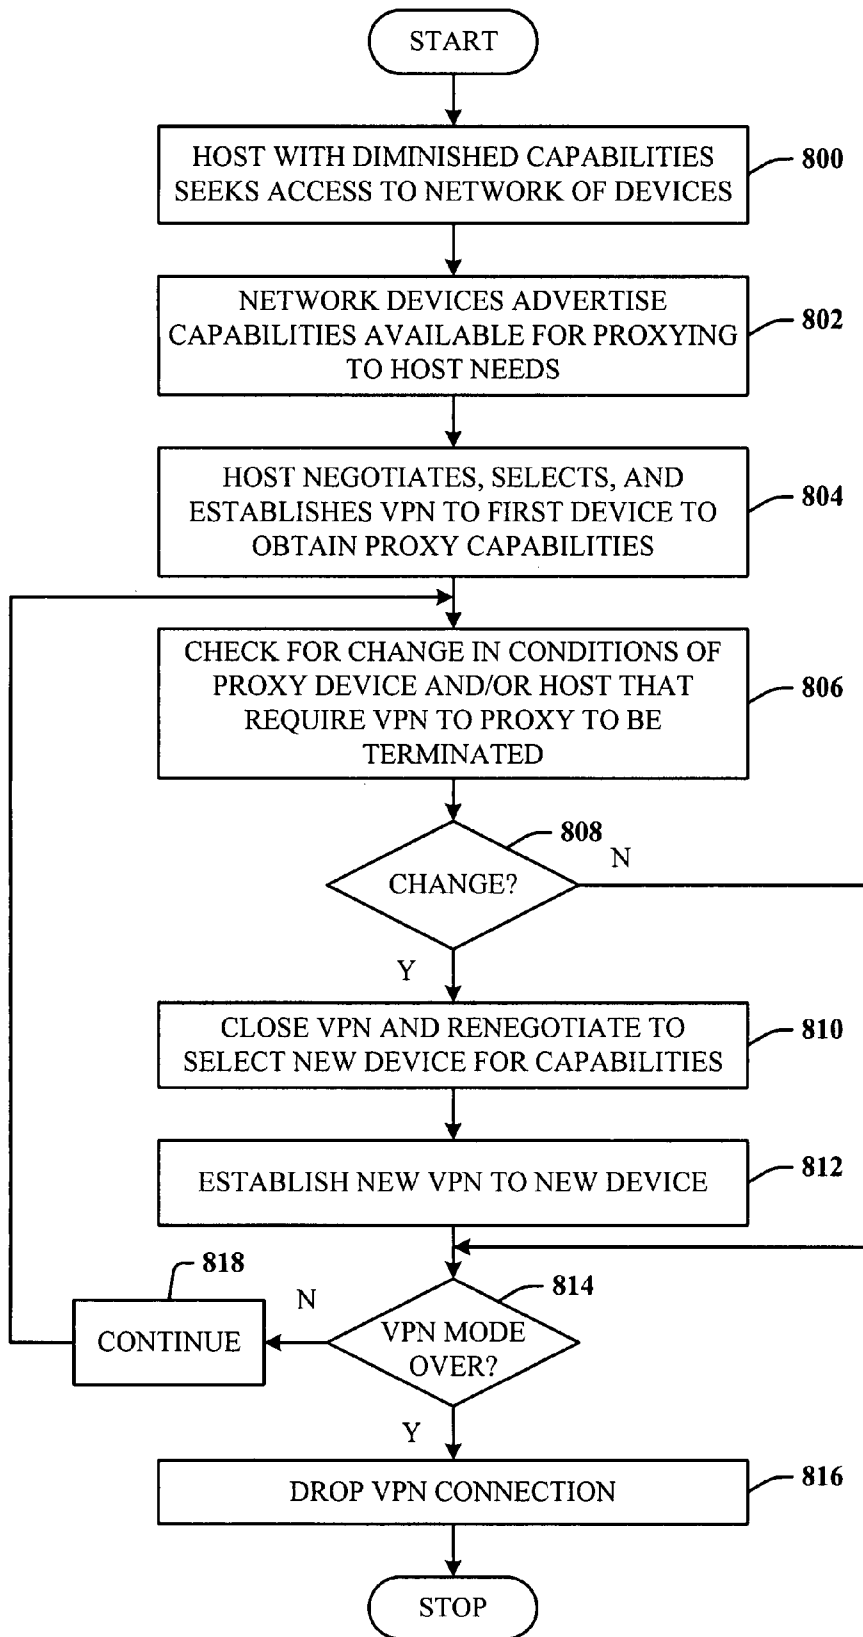 START
HOST WITH DIMINISHED CAPABILITIES
SEEKS ACCESS TO NETWORK OF DEVICES
800
NETWORK DEVICES ADVERTISE
CAPABILITIES AVAILABLE FOR PROXYING
TO HOST NEEDS
802
HOST NEGOTIATES, SELECTS, AND
ESTABLISHES VPN TO FIRST DEVICE TO
OBTAIN PROXY CAPABILITIES
804
CHECK FOR CHANGE IN CONDITIONS OF
PROXY DEVICE AND/OR HOST THAT
REQUIRE VPN TO PROXY TO BE
TERMINATED
806
808
CHANGE?
N
Y
CLOSE VPN AND RENEGOTIATE TO
SELECT NEW DEVICE FOR CAPABILITIES
810
ESTABLISH NEW VPN TO NEW DEVICE
812
818
CONTINUE
N
814
VPN MODE
OVER?
Y
DROP VPN CONNECTION
816
STOP